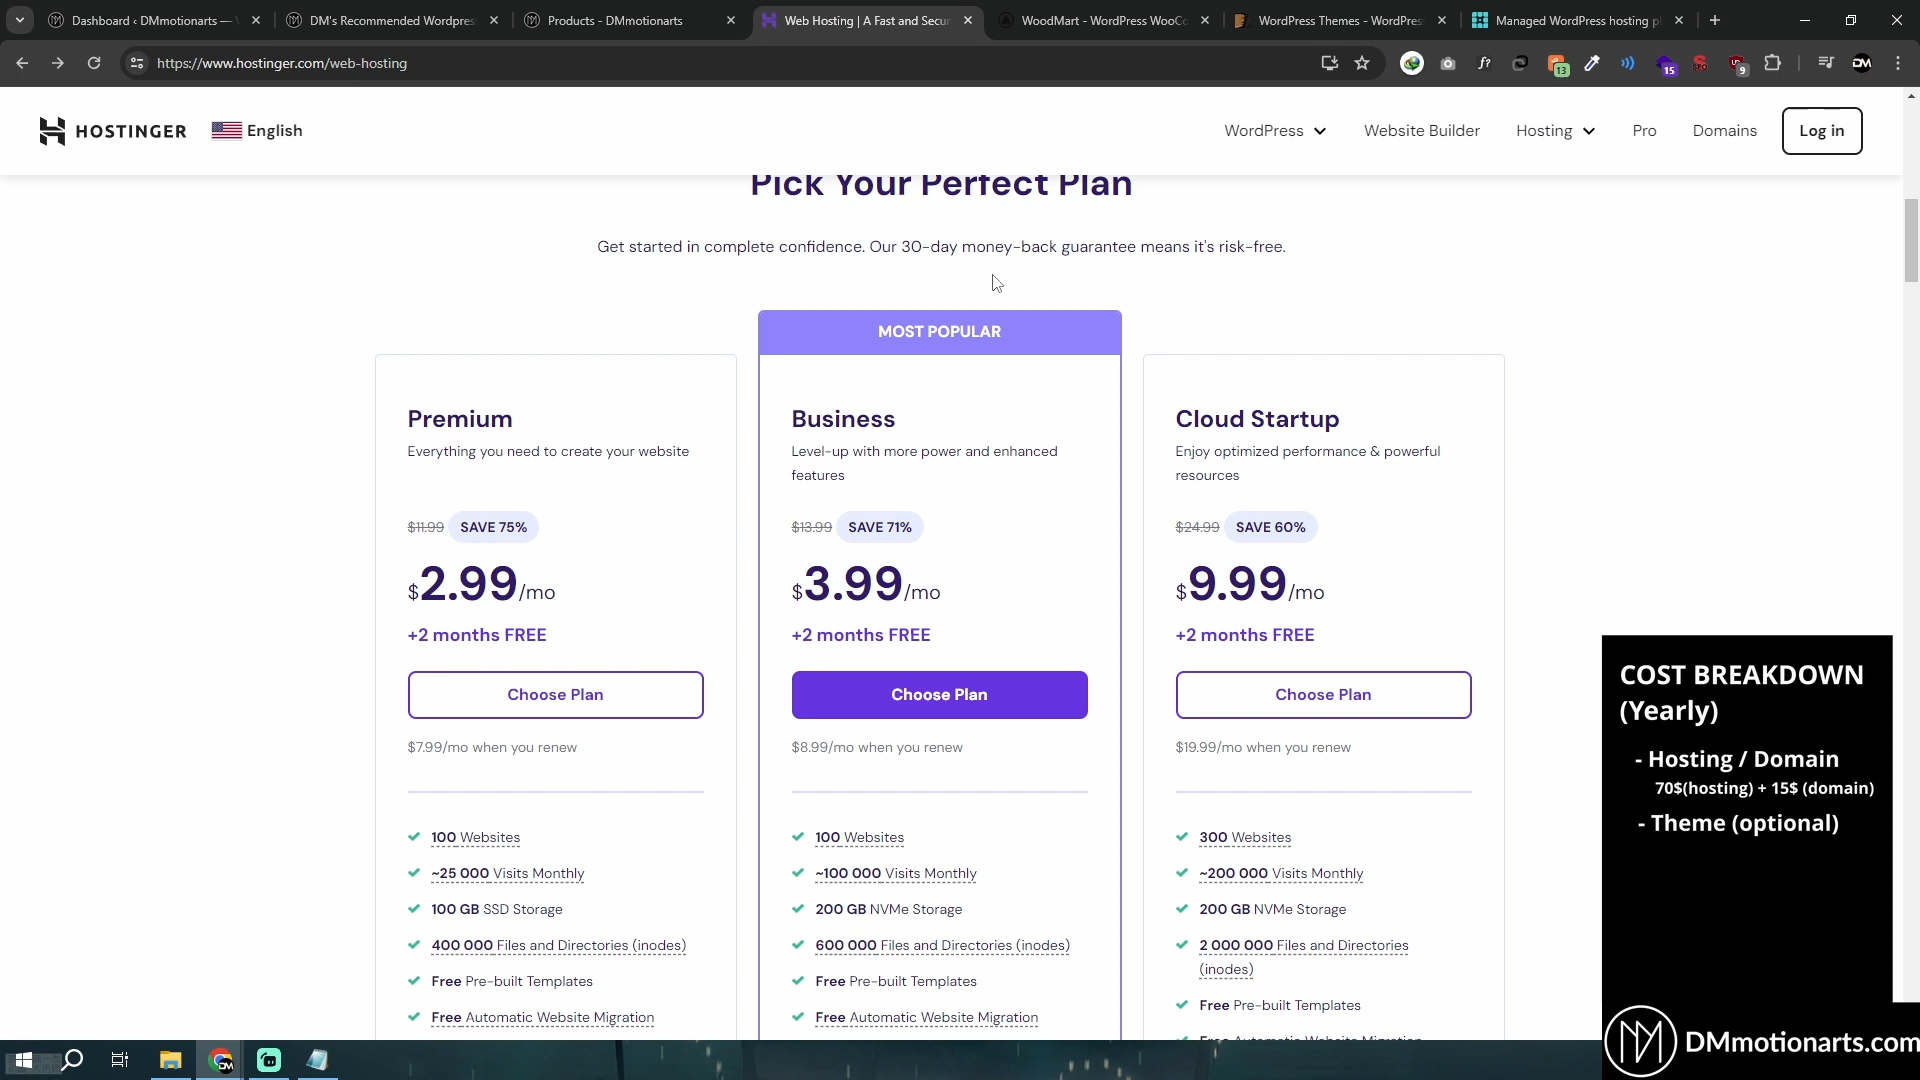 Dashboard ‹ DMmotionarts —
DM's Recommended Wordpres
Products - DMmotionarts
Web Hosting | A Fast and Secur
WoodMart - WordPress WooCo
WordPress Themes - WordPres
Managed WordPress hosting p
https://www.hostinger.com/web-hosting
f?
13
15
9
DM
HOSTINGER
English
WordPress
Website Builder
Hosting
Pro
Domains
Log in
Pick Your Perfect Plan
Get started in complete confidence. Our 30-day money-back guarantee means it's risk-free.
MOST POPULAR
Premium
Everything you need to create your website
$11.99 SAVE 75%
$2.99/mo
+2 months FREE
Choose Plan
$7.99/mo when you renew
100 Websites
~25 000 Visits Monthly
100 GB SSD Storage
400 000 Files and Directories (inodes)
Free Pre-built Templates
Free Automatic Website Migration
Business
Level-up with more power and enhanced
features
$13.99 SAVE 71%
$3.99/mo
+2 months FREE
Choose Plan
$8.99/mo when you renew
100 Websites
~100 000 Visits Monthly
200 GB NVMe Storage
600 000 Files and Directories (inodes)
Free Pre-built Templates
Free Automatic Website Migration
Cloud Startup
Enjoy optimized performance & powerful
resources
$24.99 SAVE 60%
$9.99/mo
+2 months FREE
Choose Plan
$19.99/mo when you renew
300 Websites
~200 000 Visits Monthly
200 GB NVMe Storage
2 000 000 Files and Directories
(inodes)
Free Pre-built Templates
Free Automatic Website Migration
COST BREAKDOWN
(Yearly)
- Hosting / Domain
70$(hosting) + 15$ (domain)
- Theme (optional)
DMmotionarts.com